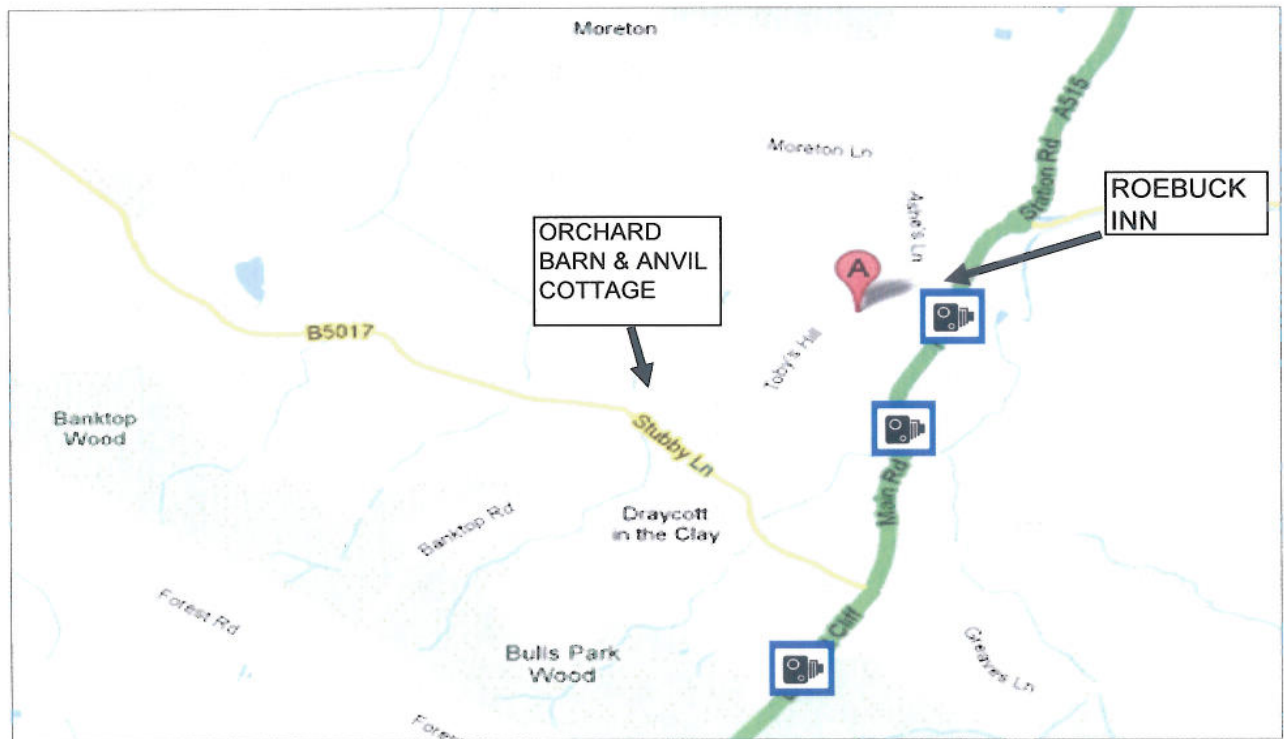 Moreton
A515
Moreton Ln
Station Rd
ROEBUCK
INN
Ashe's Ln
ORCHARD
BARN & ANVIL
COTTAGE
A
B5017
Toby's Hill
Banktop
Wood
Stubby Ln
Main Rd
Draycott
in the Clay
Banktop Rd
Forest Rd
Cliff
Bulls Park
Wood
Greaves Ln